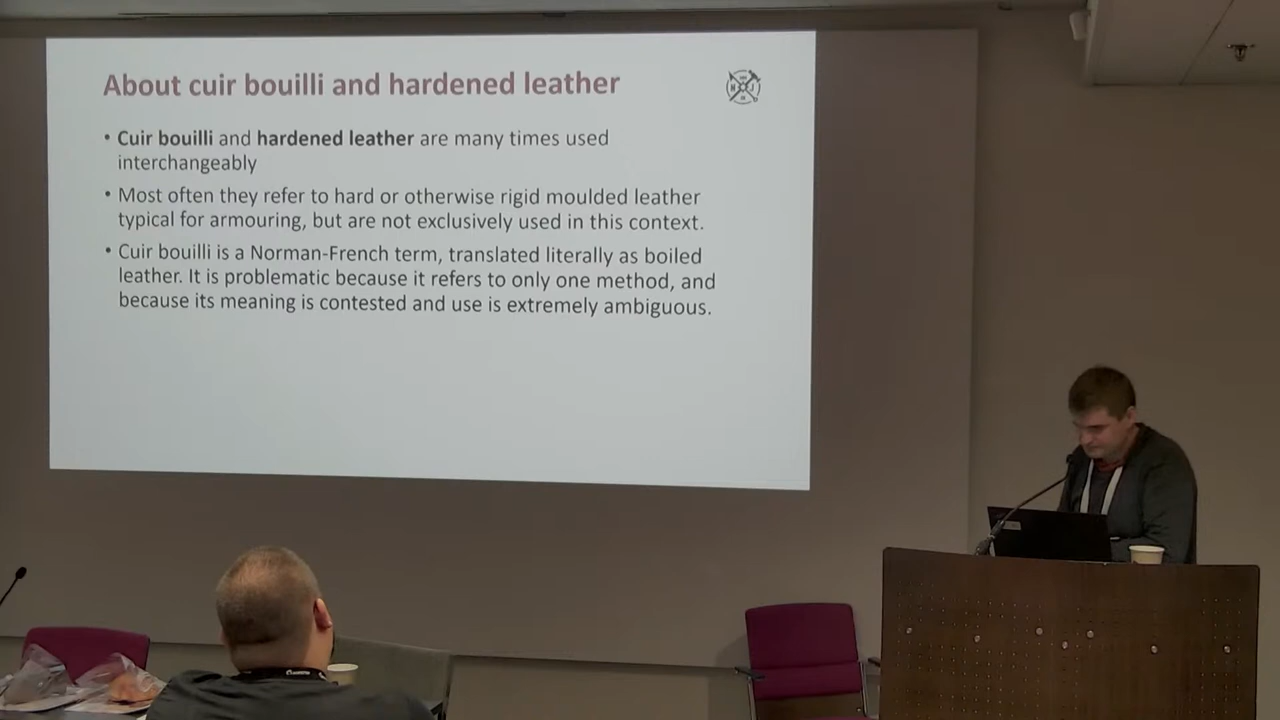 About cuir bouilli and hardened leather
• Cuir bouilli and hardened leather are many times used
intercheageably
• Most often they refer to hard or otherwise rigid moulded leather
typical for armouring, but are not exclusively used in this context.
• Cuir bouilli is a Norman-French term, translated literally as boiled
leather. It is problematic because it refers to only one method, and
because its meaning is contested and use is extremely ambiguous.